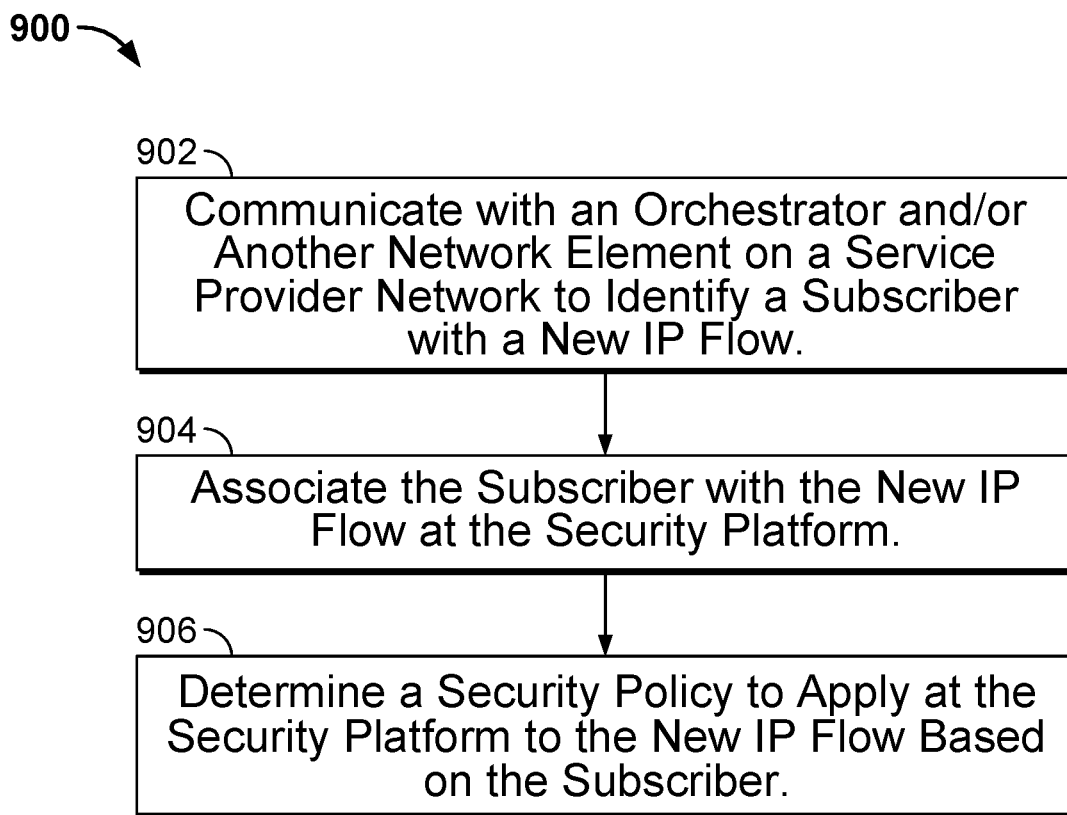 900
902
Communicate with an Orchestrator and/or
Another Network Element on a Service
Provider Network to Identify a Subscriber
with a New IP Flow.
904
Associate the Subscriber with the New IP
Flow at the Security Platform.
906
Determine a Security Policy to Apply at the
Security Platform to the New IP Flow Based
on the Subscriber.